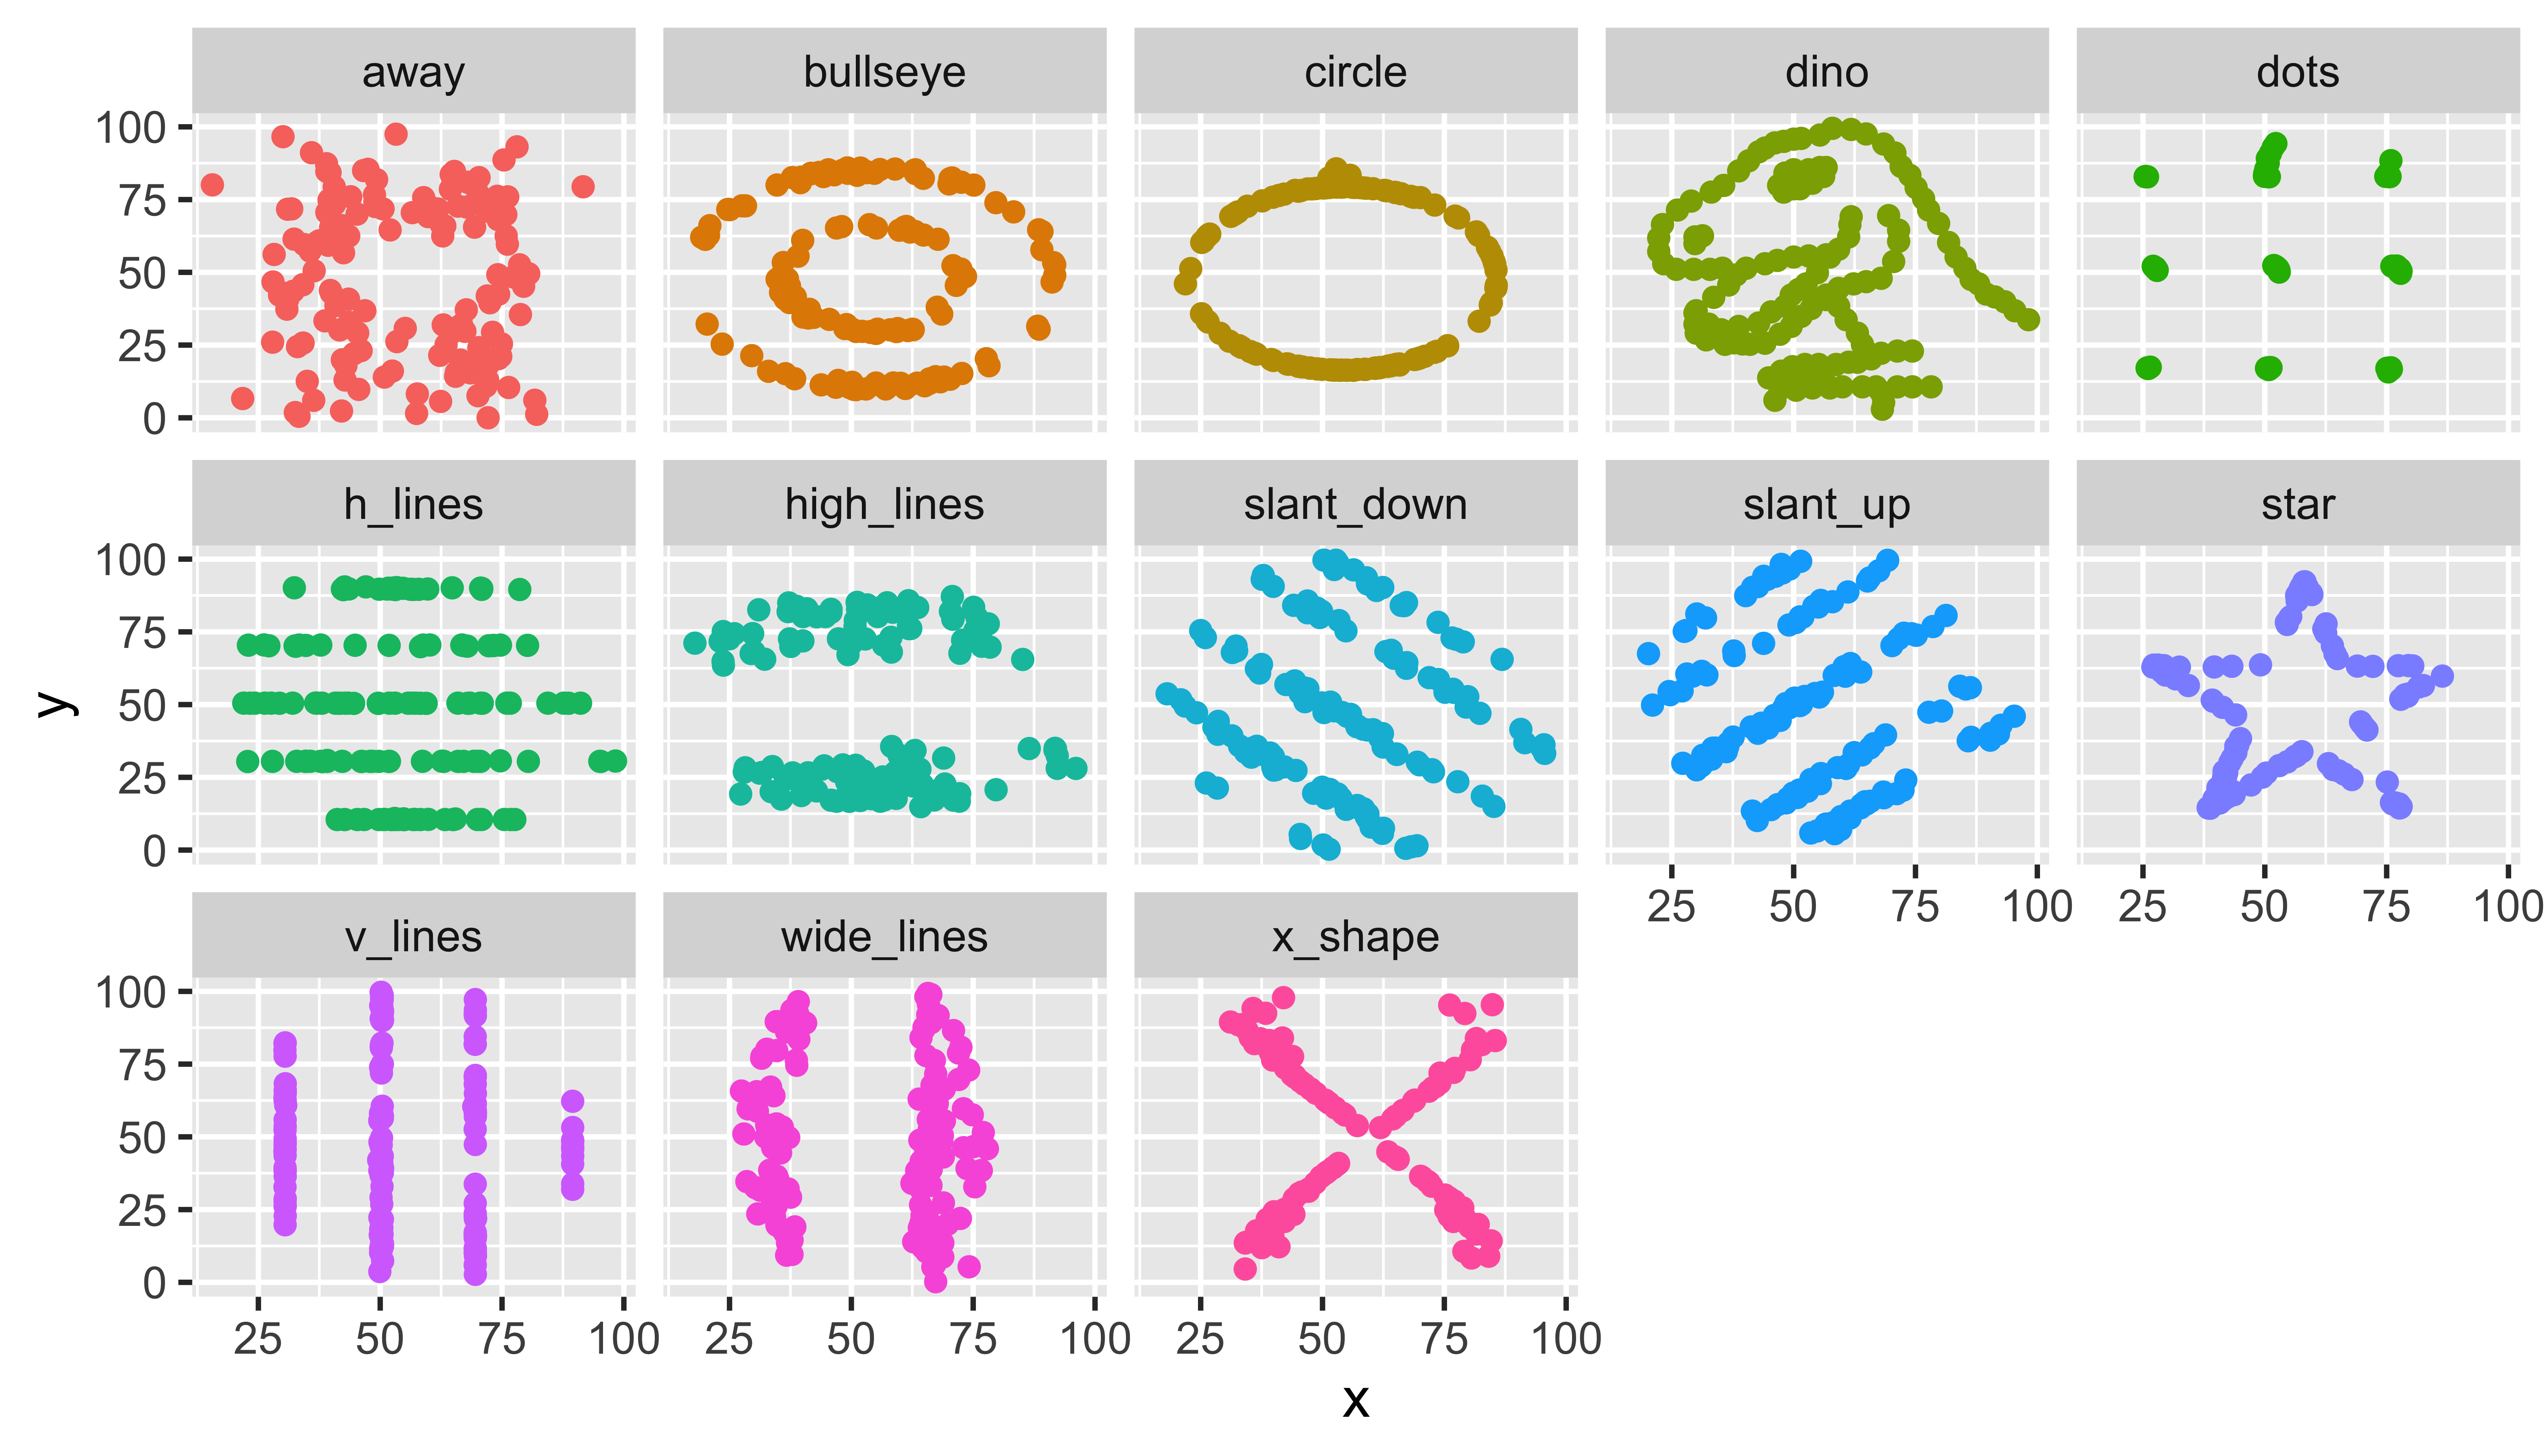 away bullseye circle dino dots
100
75
50
25
0
h_lines high_lines slant_down slant_up star
100
75
50
25
0
25 50 75 100 25 50 75 100
y
v_lines wide_lines x_shape
100
75
50
25
0
25 50 75 100 25 50 75 100 25 50 75 100
x